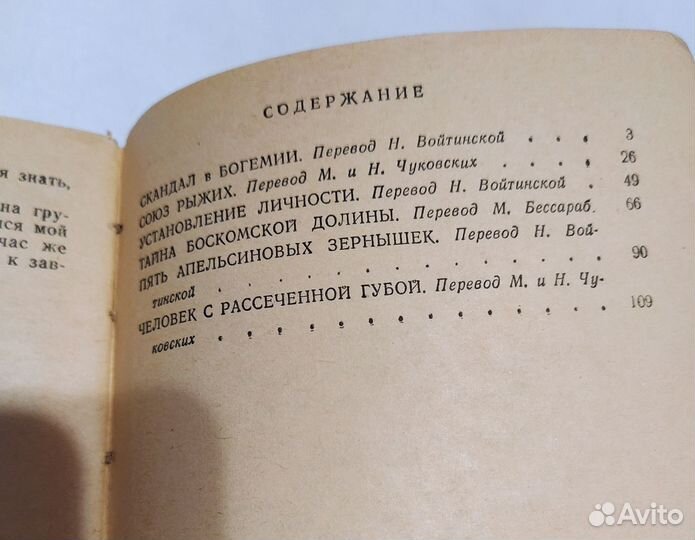 я знать,
на гру-
лся мой
час же
к зав-
СОДЕРЖАНИЕ
СКАНДАЛ в БОГЕМИИ. Перевод Н. Войтинской . . . 3
СОЮЗ РЫЖИХ. Перевод М. и Н. Чуковских . . . . 26
УСТАНОВЛЕНИЕ ЛИЧНОСТИ. Перевод Н. Войтинской . 49
ТАЙНА БОСКОМСКОЙ ДОЛИНЫ. Перевод М. Бессараб. 66
ПЯТЬ АПЕЛЬСИНОВЫХ ЗЕРНЫШЕК. Перевод Н. Вой-
тинской . . . . . . . . . . . . . . 90
ЧЕЛОВЕК С РАССЕЧЕННОЙ ГУБОЙ. Перевод М. и Н. Чу-
ковских . . . . . . . . . . . . . . 109
Avito